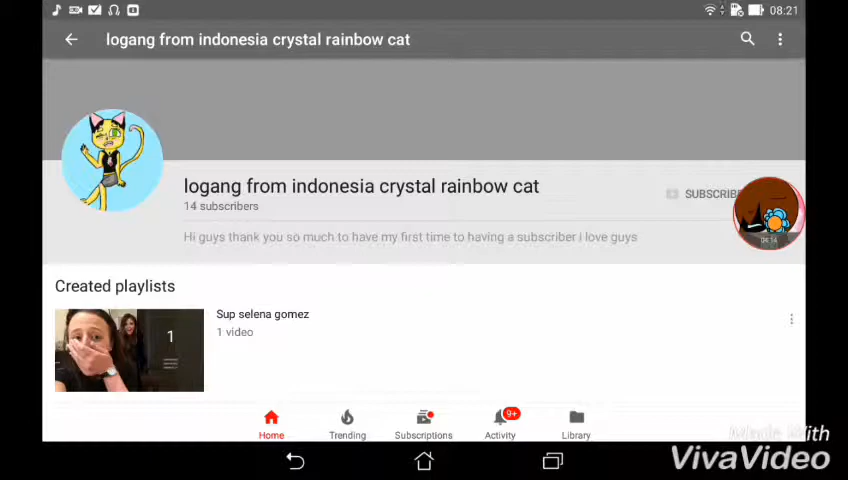 08:21
logang from indonesia crystal rainbow cat
logang from indonesia crystal rainbow cat
14 subscribers
SUBSCRIBE
Hi guys thank you so much to have my first time to having a subscriber i love guys
04:14
Created playlists
Sup selena gomez
1 video
1
9+
Home
Trending
Subscriptions
Activity
Library
Made With
VivaVideo